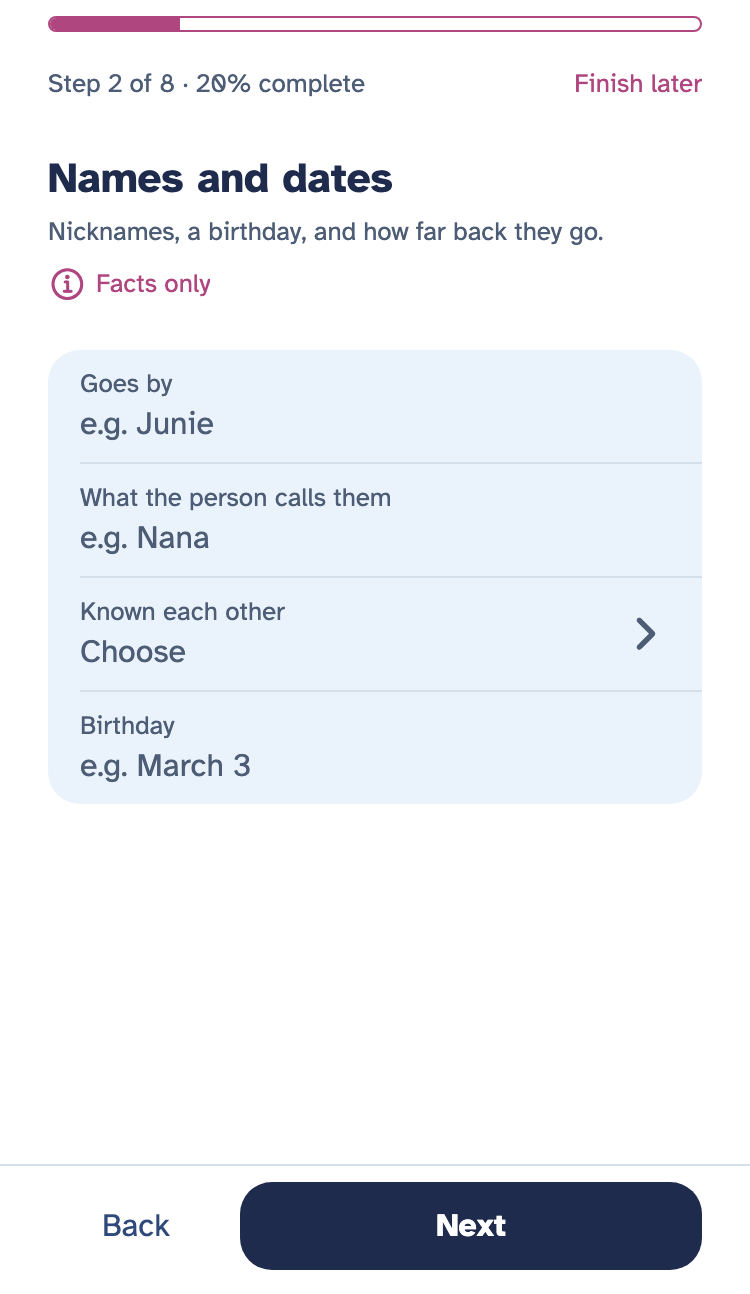 Step 2 of 8 · 20% complete
Finish later
Names and dates
Nicknames, a birthday, and how far back they go.
Facts only
Goes by
e.g. Junie
What the person calls them
e.g. Nana
Known each other
Choose
Birthday
e.g. March 3
Back
Next